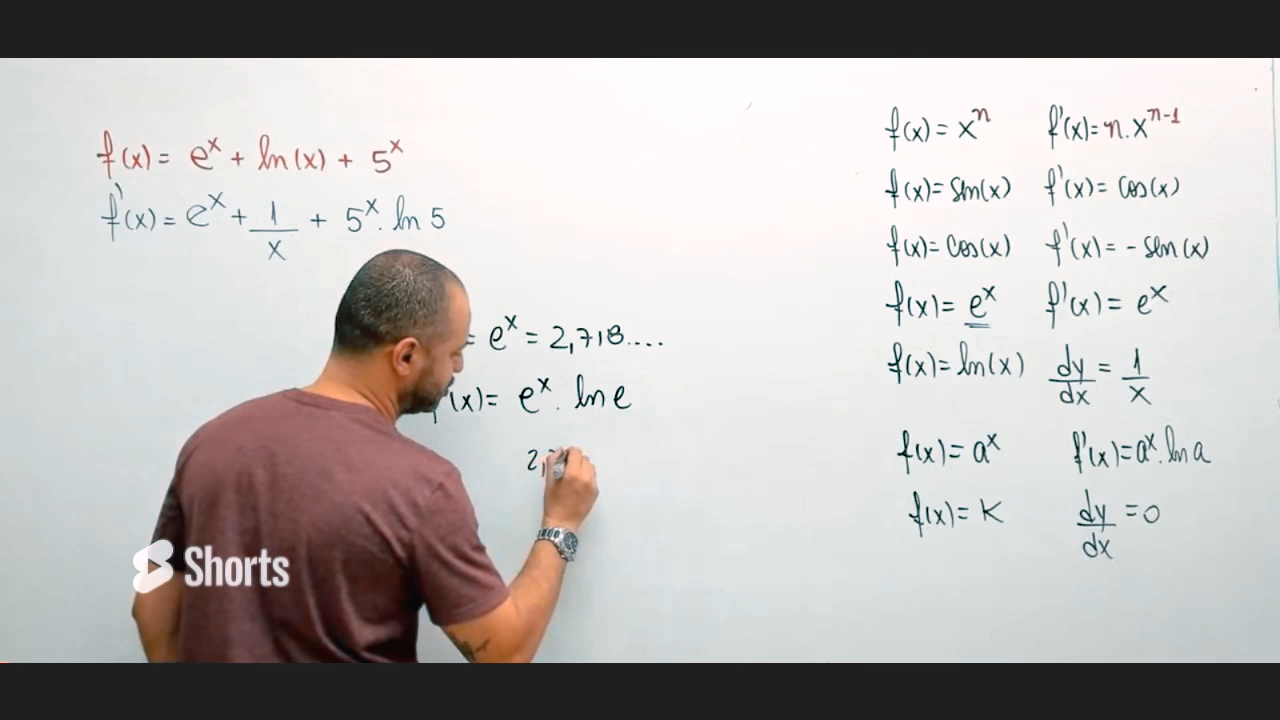 f(x) = e^x + ln(x) + 5^x
f'(x) = e^x + 1/x + 5^x . ln 5
= e^x = 2,718....
'(x) = e^x . ln e
2,
f(x) = x^n f'(x) = n . x^(n-1)
f(x) = sen(x) f'(x) = cos(x)
f(x) = cos(x) f'(x) = - sen(x)
f(x) = e^x f'(x) = e^x
f(x) = ln(x) dy/dx = 1/x
f(x) = a^x f'(x) = a^x . ln a
f(x) = K dy/dx = 0
Shorts